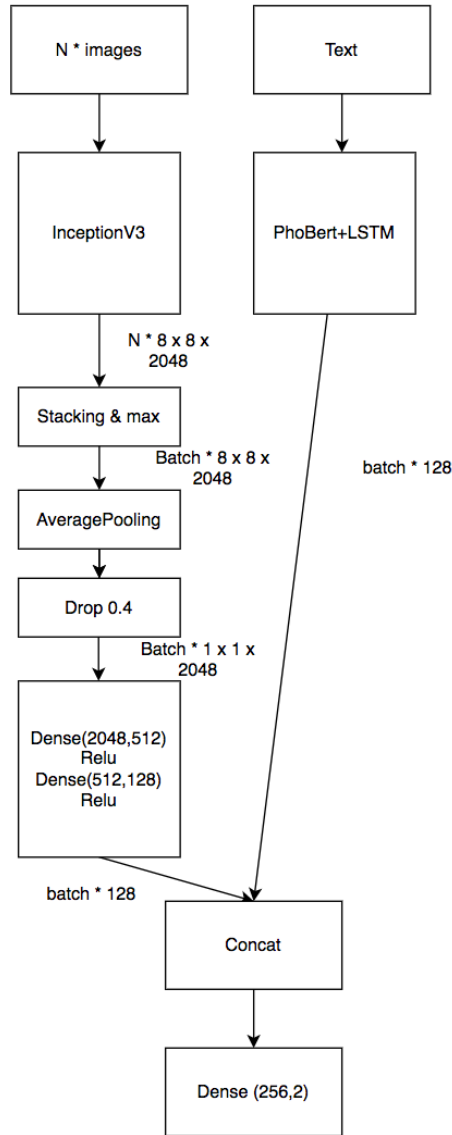 N * images
Text
InceptionV3
PhoBert+LSTM
N * 8 x 8 x
2048
Stacking & max
Batch * 8 x 8 x
2048
batch * 128
AveragePooling
Drop 0.4
Batch * 1 x 1 x
2048
Dense(2048,512)
Relu
Dense(512,128)
Relu
batch * 128
Concat
Dense (256,2)